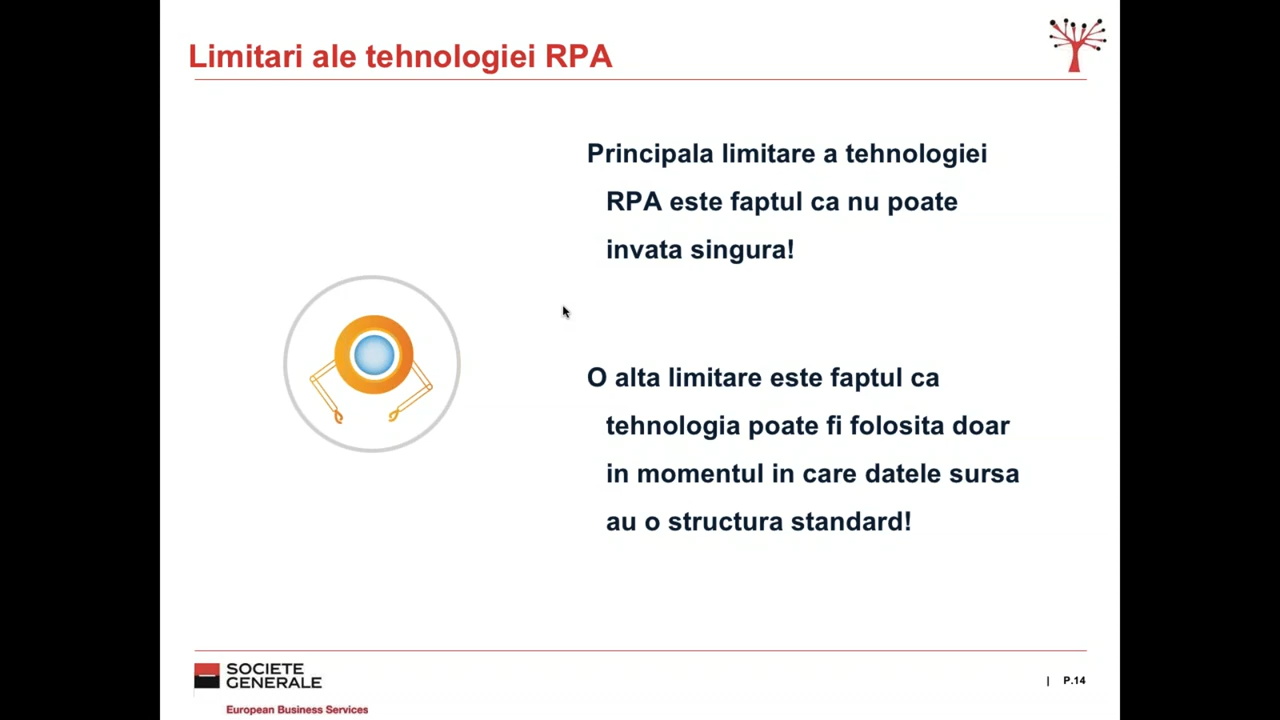 Limitari ale tehnologiei RPA
Principala limitare a tehnologiei
RPA este faptul ca nu poate
invata singura!
O alta limitare este faptul ca
tehnologia poate fi folosita doar
in momentul in care datele sursa
au o structura standard!
SOCIETE
GENERALE
European Business Services
| P.14